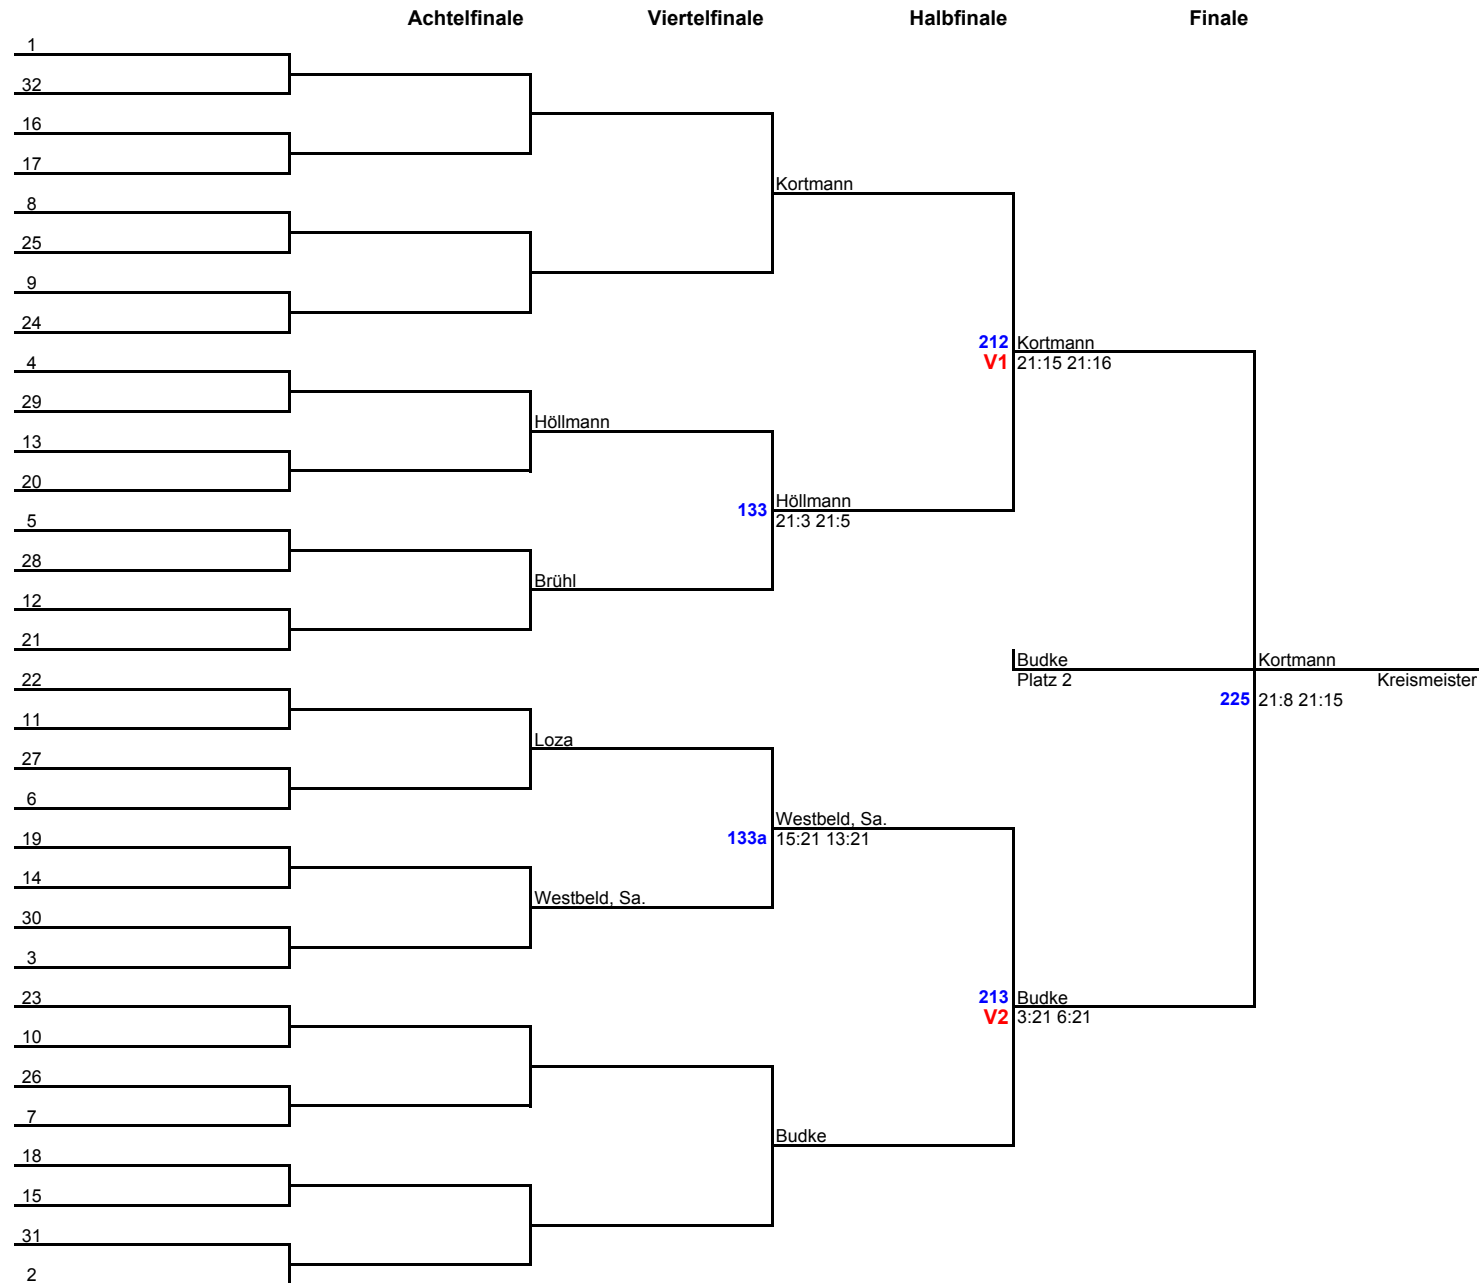 Achtelfinale Viertelfinale Halbfinale Finale
1
32
16
17
Kortmann
8
25
9
24
212 Kortmann
4
V1 21:15 21:16
29
Höllmann
13
20
Höllmann
133
5
21:3 21:5
28
Brühl
12
21
Budke Kortmann
22
Platz 2 Kreismeister
225 21:8 21:15
11
Loza
27
6
Westbeld, Sa.
19
133a 15:21 13:21
14
Westbeld, Sa.
30
3
23
213 Budke
V2 3:21 6:21
10
26
7
Budke
18
15
31
2